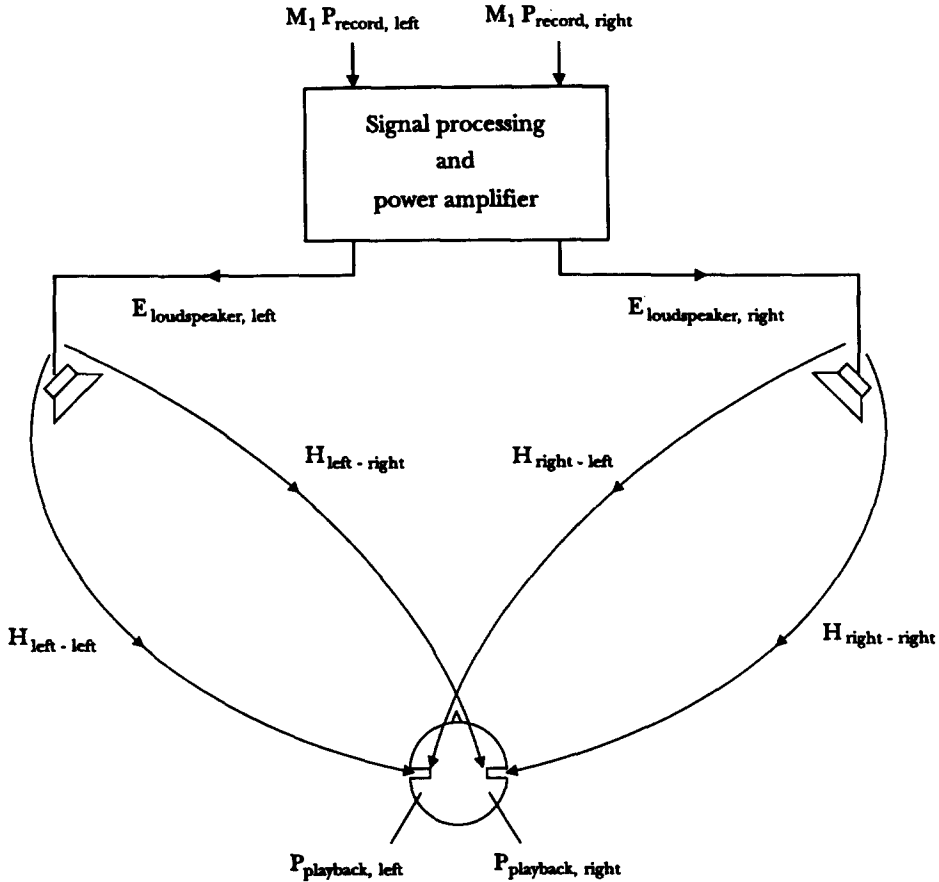 M1 Precord, left
M1 Precord, right
Signal processing
and
power amplifier
Eloudspeaker, left
Eloudspeaker, right
Hleft - right
Hright - left
Hleft - left
Hright - right
Pplayback, left
Pplayback, right